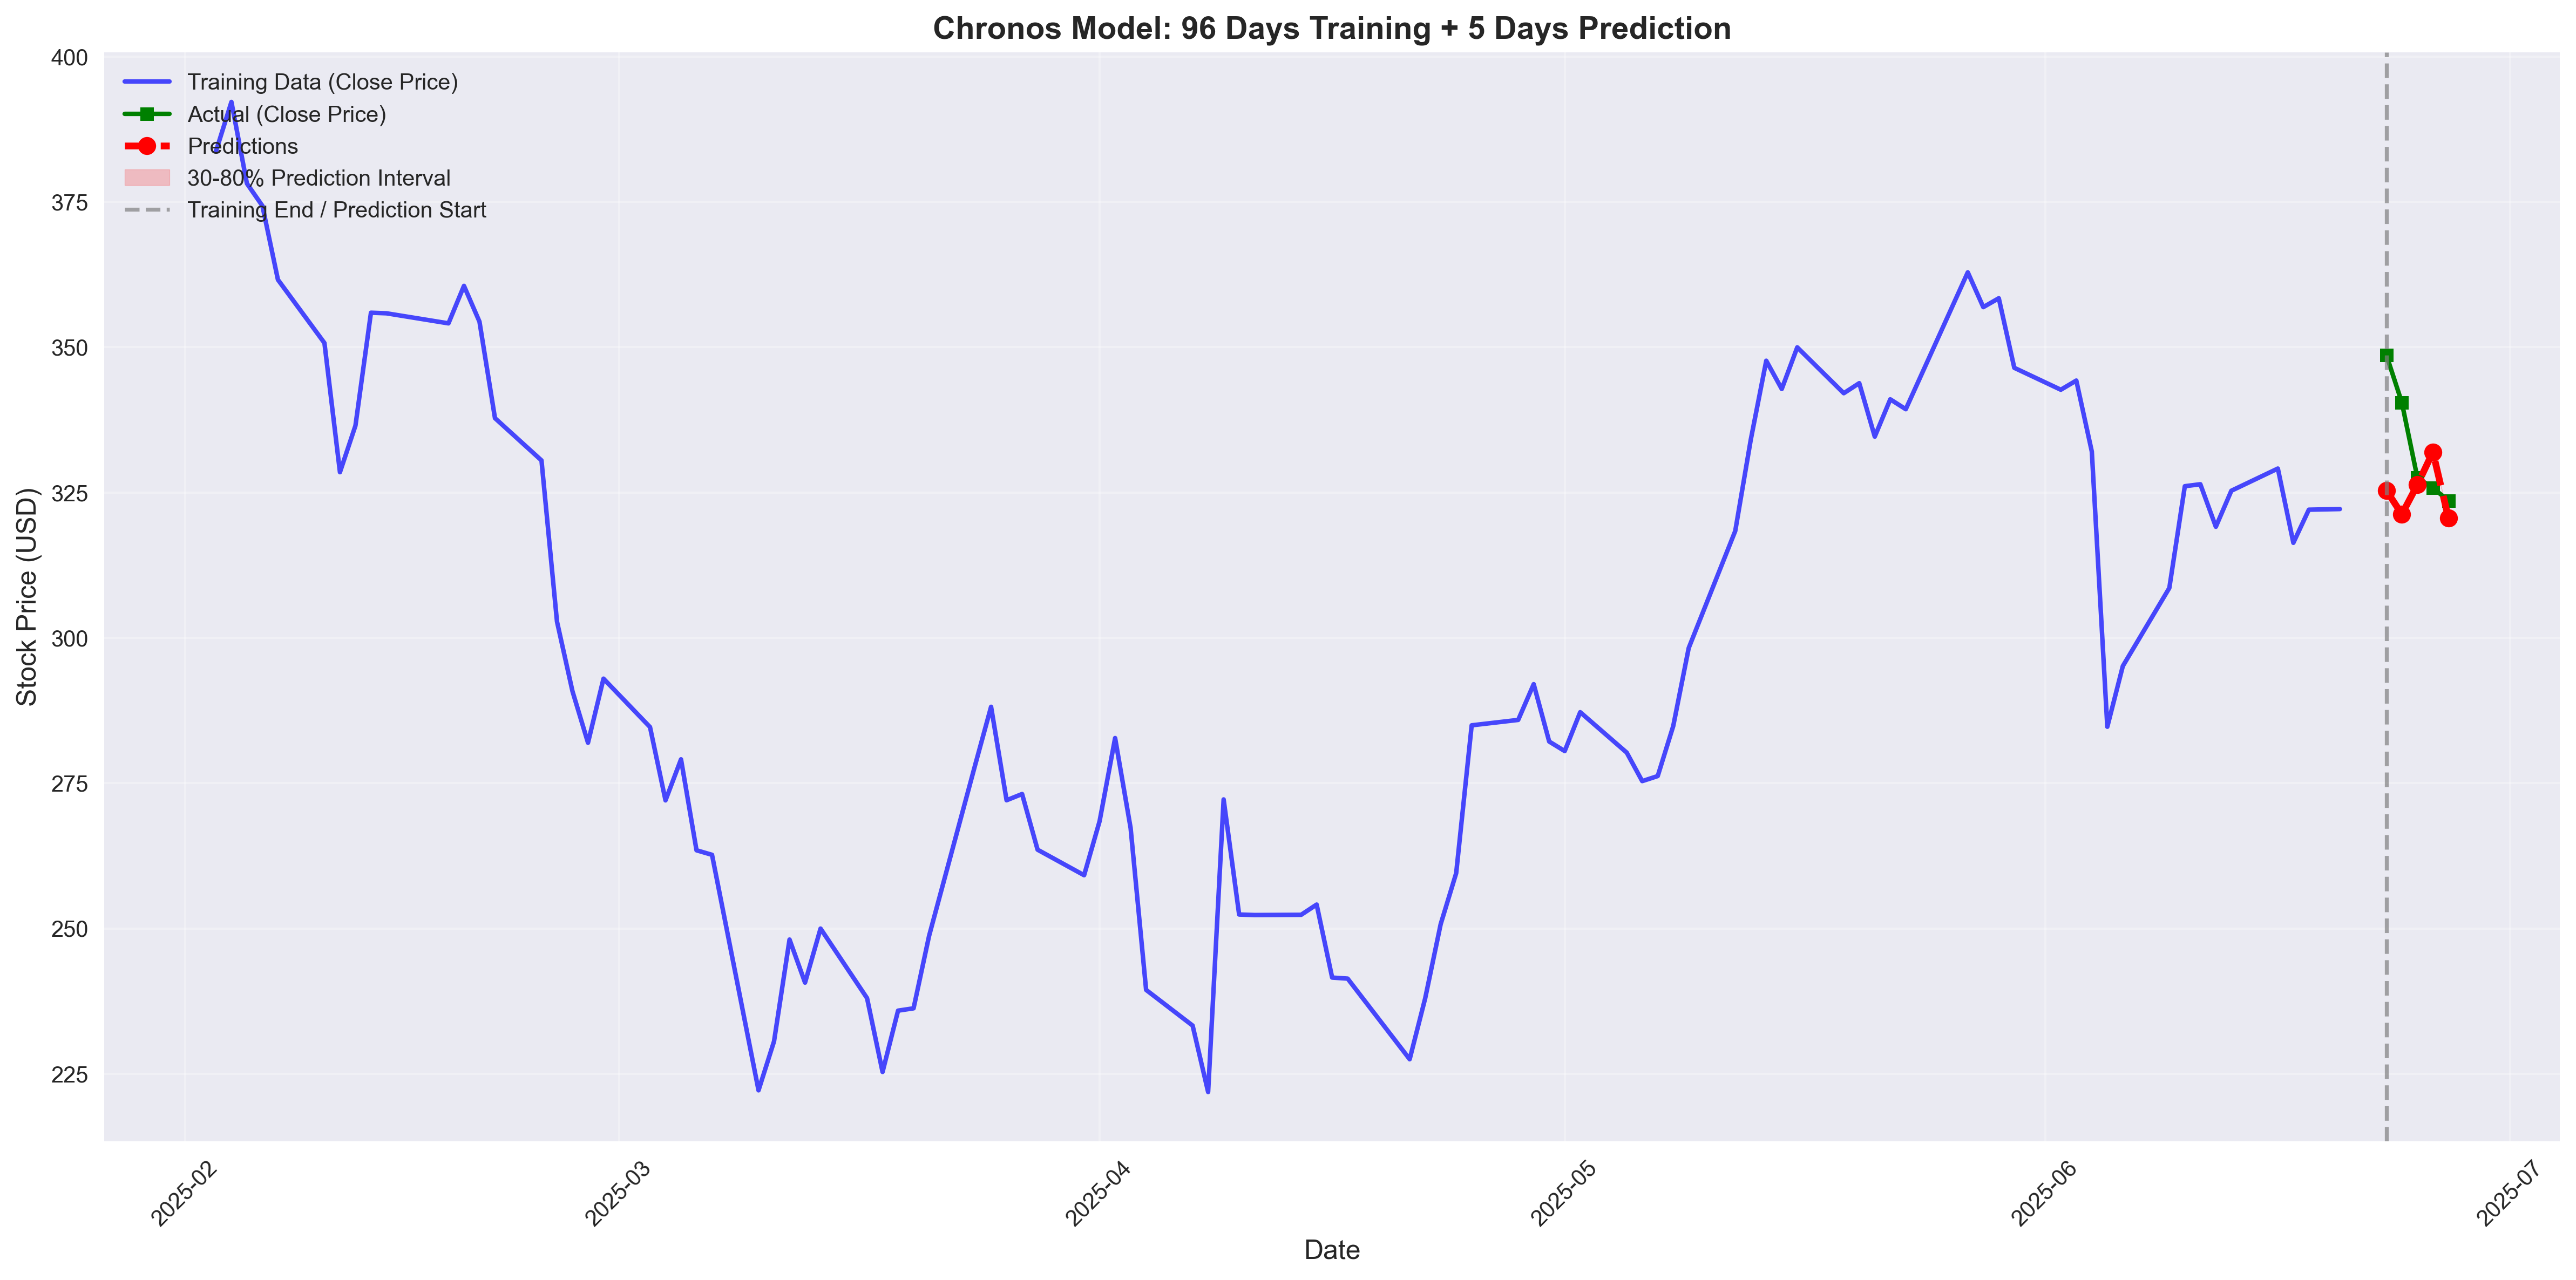 Chronos Model: 96 Days Training + 5 Days Prediction
Training Data (Close Price)
Actual (Close Price)
Predictions
30-80% Prediction Interval
Training End / Prediction Start
Stock Price (USD)
400
375
350
325
300
275
250
225
2025-02
2025-03
2025-04
2025-05
2025-06
2025-07
Date